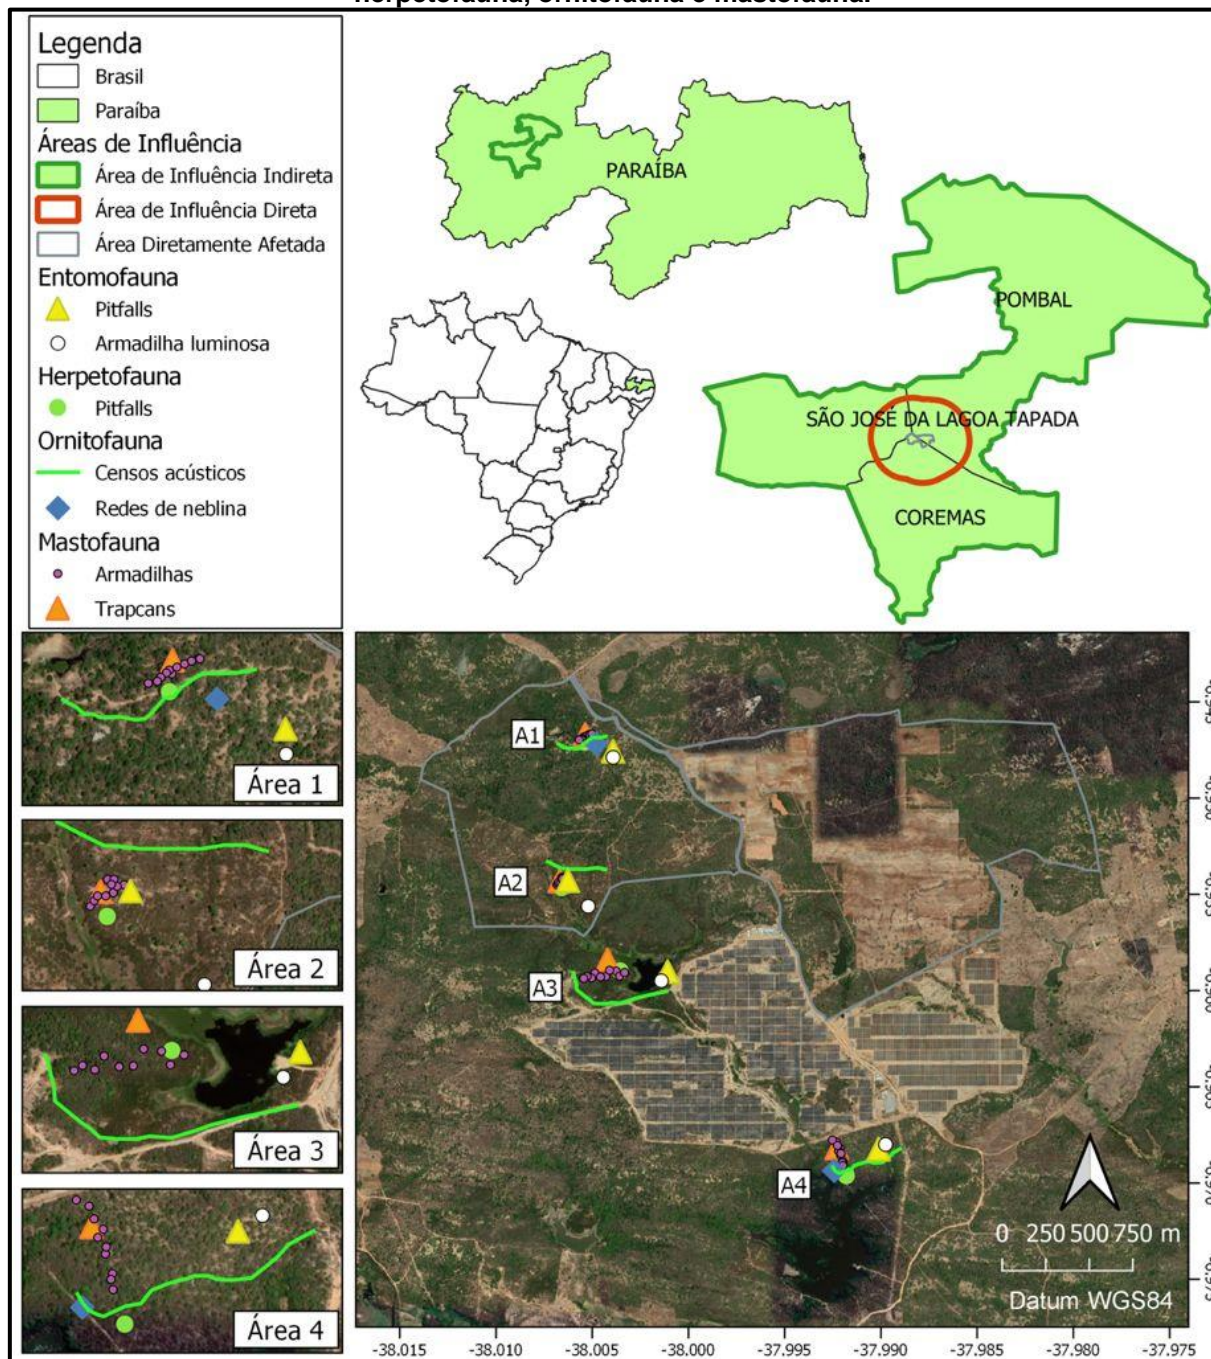 herpetofauna, ornitofauna e mastofauna.
Legenda
Brasil
Paraíba
Áreas de Influência
Área de Influência Indireta
Área de Influência Direta
Área Diretamente Afetada
Entomofauna
Pitfalls
Armadilha luminosa
Herpetofauna
Pitfalls
Ornitofauna
Censos acústicos
Redes de neblina
Mastofauna
Armadilhas
Trapcans
PARAÍBA
POMBAL
SÃO JOSÉ DA LAGOA TAPADA
COREMAS
Área 1
Área 2
Área 3
Área 4
A1
A2
A3
A4
0 250 500 750 m
Datum WGS84
-38.015 -38.010 -38.005 -38.000 -37.995 -37.990 -37.985 -37.980 -37.975